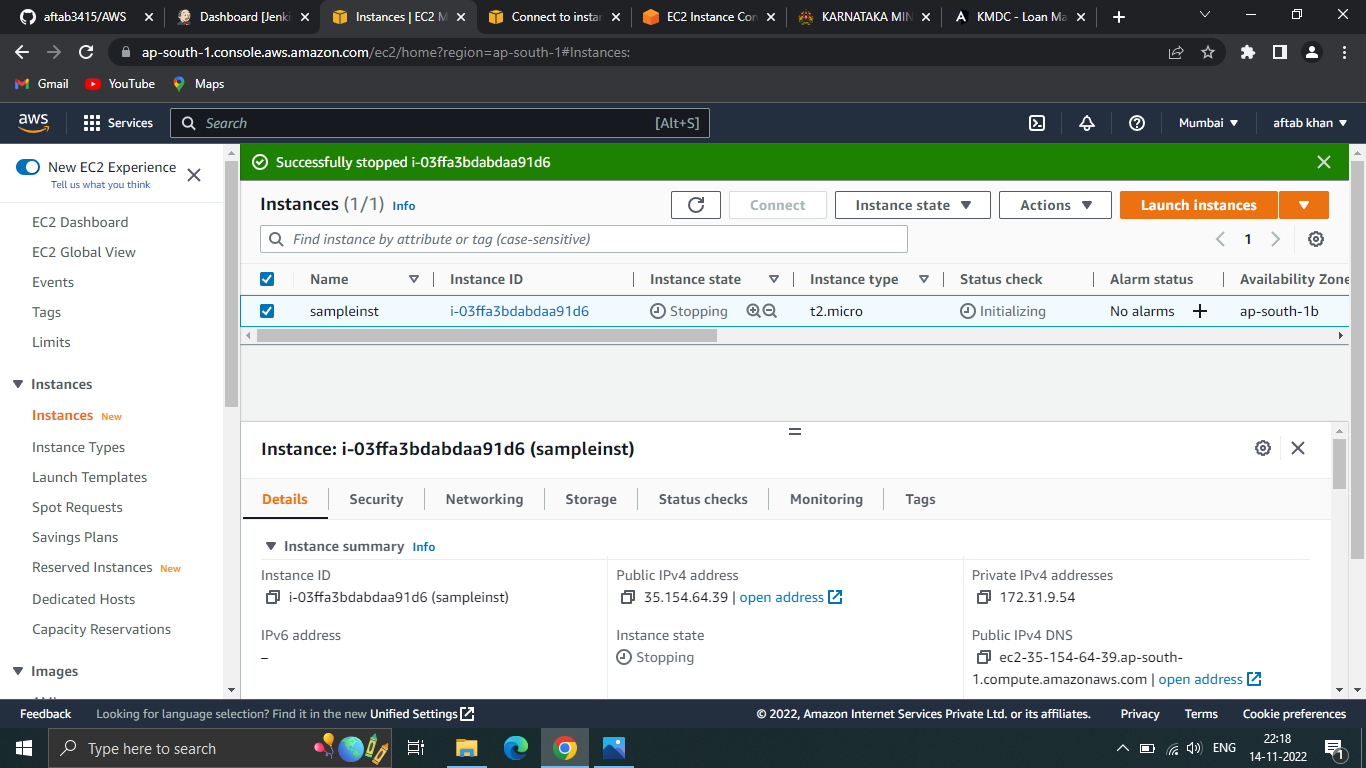 aftab3415/AWS
Dashboard [Jenki
Instances | EC2 M
Connect to instan
EC2 Instance Con
KARNATAKA MIN
KMDC - Loan Ma
ap-south-1.console.aws.amazon.com/ec2/home?region=ap-south-1#Instances:
Gmail YouTube Maps
aws Services Search [Alt+S] Mumbai aftab khan
New EC2 Experience
Tell us what you think
EC2 Dashboard
EC2 Global View
Events
Tags
Limits
Instances
Instances New
Instance Types
Launch Templates
Spot Requests
Savings Plans
Reserved Instances New
Dedicated Hosts
Capacity Reservations
Images
Successfully stopped i-03ffa3bdabdaa91d6
Instances (1/1) Info Connect Instance state Actions Launch instances
Find instance by attribute or tag (case-sensitive) 1
Name Instance ID Instance state Instance type Status check Alarm status Availability Zone
sampleinst i-03ffa3bdabdaa91d6 Stopping t2.micro Initializing No alarms ap-south-1b
Instance: i-03ffa3bdabdaa91d6 (sampleinst)
Details Security Networking Storage Status checks Monitoring Tags
Instance summary Info
Instance ID
i-03ffa3bdabdaa91d6 (sampleinst)
Public IPv4 address
35.154.64.39 | open address
Private IPv4 addresses
172.31.9.54
IPv6 address
–
Instance state
Stopping
Public IPv4 DNS
ec2-35-154-64-39.ap-south-
1.compute.amazonaws.com | open address
Feedback Looking for language selection? Find it in the new Unified Settings © 2022, Amazon Internet Services Private Ltd. or its affiliates. Privacy Terms Cookie preferences
Type here to search
ENG
22:18
14-11-2022
1